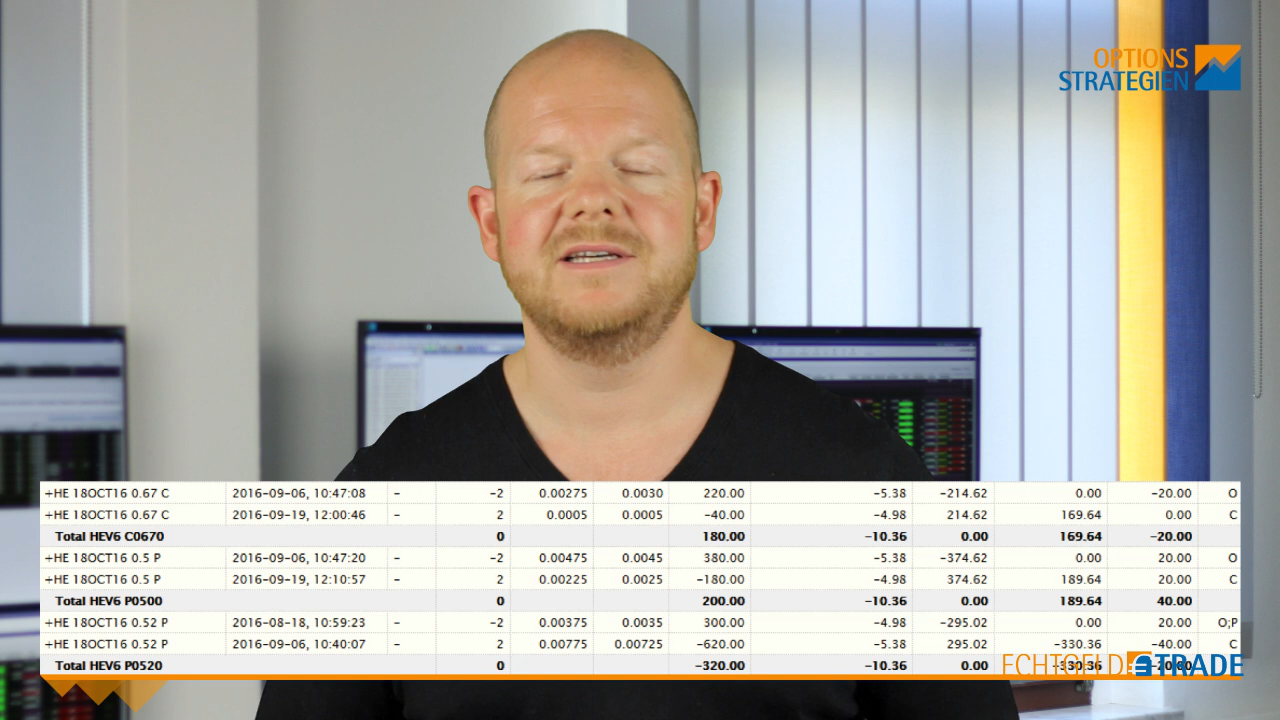 OPTIONS
STRATEGIEN
+HE 18OCT16 0.67 C 2016-09-06, 10:47:08 - -2 0.00275 0.0030 220.00 -5.38 -214.62 0.00 -20.00 O
+HE 18OCT16 0.67 C 2016-09-19, 12:00:46 - 2 0.0005 0.0005 -40.00 -4.98 214.62 169.64 0.00 C
Total HEV6 C0670 0 180.00 -10.36 0.00 169.64 -20.00
+HE 18OCT16 0.5 P 2016-09-06, 10:47:20 - -2 0.00475 0.0045 380.00 -5.38 -374.62 0.00 20.00 O
+HE 18OCT16 0.5 P 2016-09-19, 12:10:57 - 2 0.00225 0.0025 -180.00 -4.98 374.62 189.64 20.00 C
Total HEV6 P0500 0 200.00 -10.36 0.00 189.64 40.00
+HE 18OCT16 0.52 P 2016-08-18, 10:59:23 - -2 0.00375 0.0035 300.00 -4.98 -295.02 0.00 20.00 O;P
+HE 18OCT16 0.52 P 2016-09-06, 10:40:07 - 2 0.00775 0.00725 -620.00 -5.38 295.02 -330.36 -40.00 C
Total HEV6 P0520 0 -320.00 -10.36 0.00 -330.36 -20.00
ECHTGELD TRADE